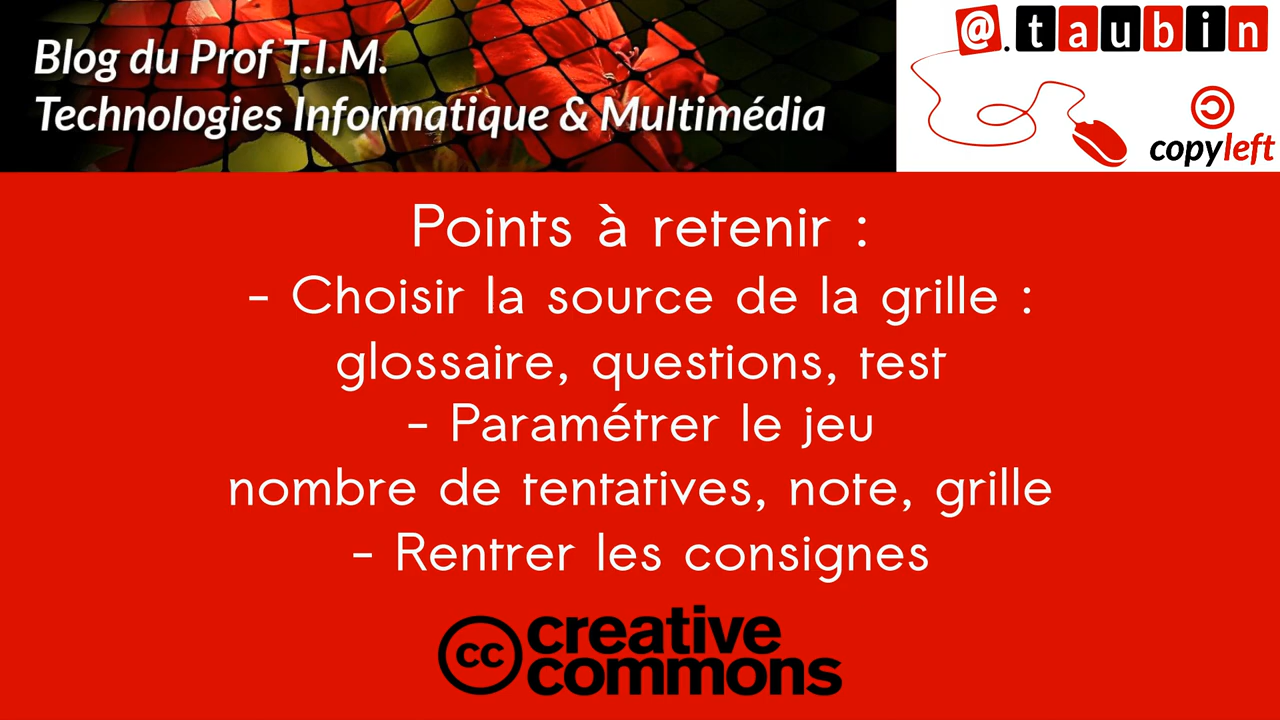 Blog du Prof T.I.M.
Technologies Informatique & Multimédia
@.taubin
copyleft
Points à retenir :
- Choisir la source de la grille :
glossaire, questions, test
- Paramétrer le jeu
nombre de tentatives, note, grille
- Rentrer les consignes
cc creative
commons